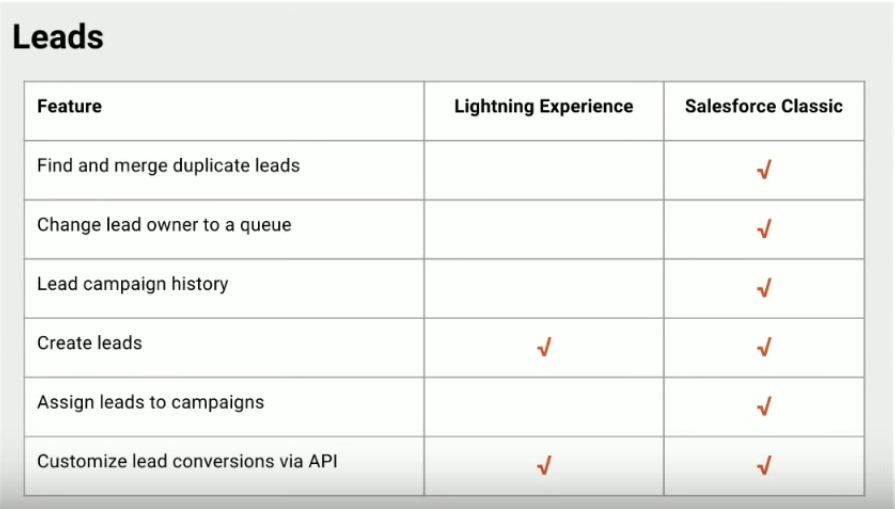 Leads
Feature Lightning Experience Salesforce Classic
Find and merge duplicate leads √
Change lead owner to a queue √
Lead campaign history √
Create leads √ √
Assign leads to campaigns √
Customize lead conversions via API √ √